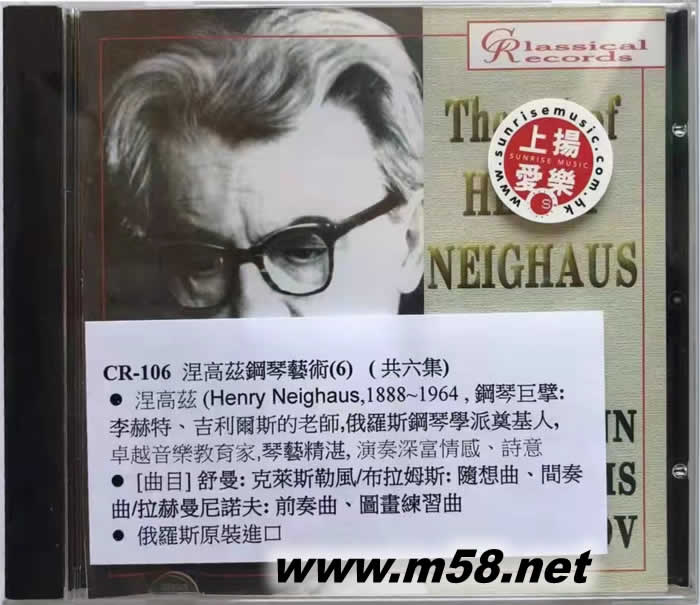 Classical
Records
The of
NEIGHAUS
www.sunrisemusic.com.hk
上揚
SUNRISE MUSIC
愛樂
S
CR-106 涅高茲鋼琴藝術(6) (共六集)
● 涅高茲 (Henry Neighaus,1888~1964 , 鋼琴巨擘:
李赫特、吉利爾斯的老師,俄羅斯鋼琴學派奠基人,
卓越音樂教育家,琴藝精湛, 演奏深富情感、詩意
● [曲目] 舒曼: 克萊斯勒風/布拉姆斯: 隨想曲、間奏
曲/拉赫曼尼諾夫: 前奏曲、圖畫練習曲
● 俄羅斯原裝進口
NN
MS
OV
www.m58.net